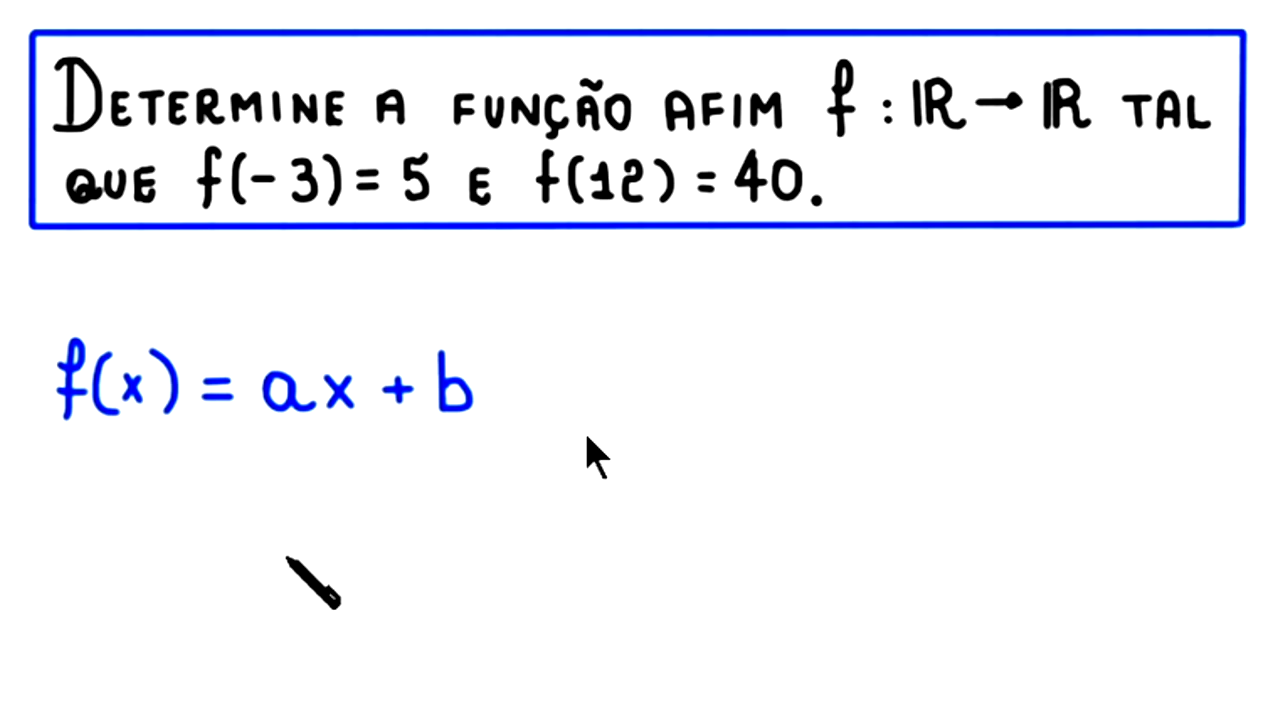 DETERMINE A FUNÇÃO AFIM f : ℝ → ℝ TAL
QUE f(-3) = 5 E f(12) = 40.
f(x) = ax + b